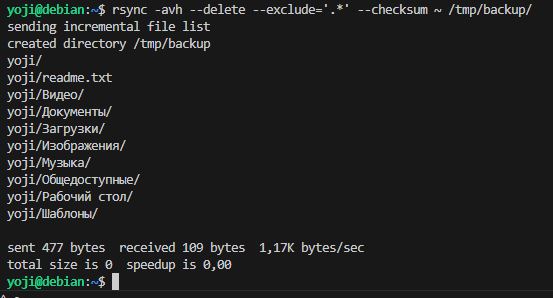 yoji@debian:~$ rsync -avh --delete --exclude='.*' --checksum ~ /tmp/backup/
sending incremental file list
created directory /tmp/backup
yoji/
yoji/readme.txt
yoji/Видео/
yoji/Документы/
yoji/Загрузки/
yoji/Изображения/
yoji/Музыка/
yoji/Общедоступные/
yoji/Рабочий стол/
yoji/Шаблоны/
sent 477 bytes  received 109 bytes  1,17K bytes/sec
total size is 0  speedup is 0,00
yoji@debian:~$